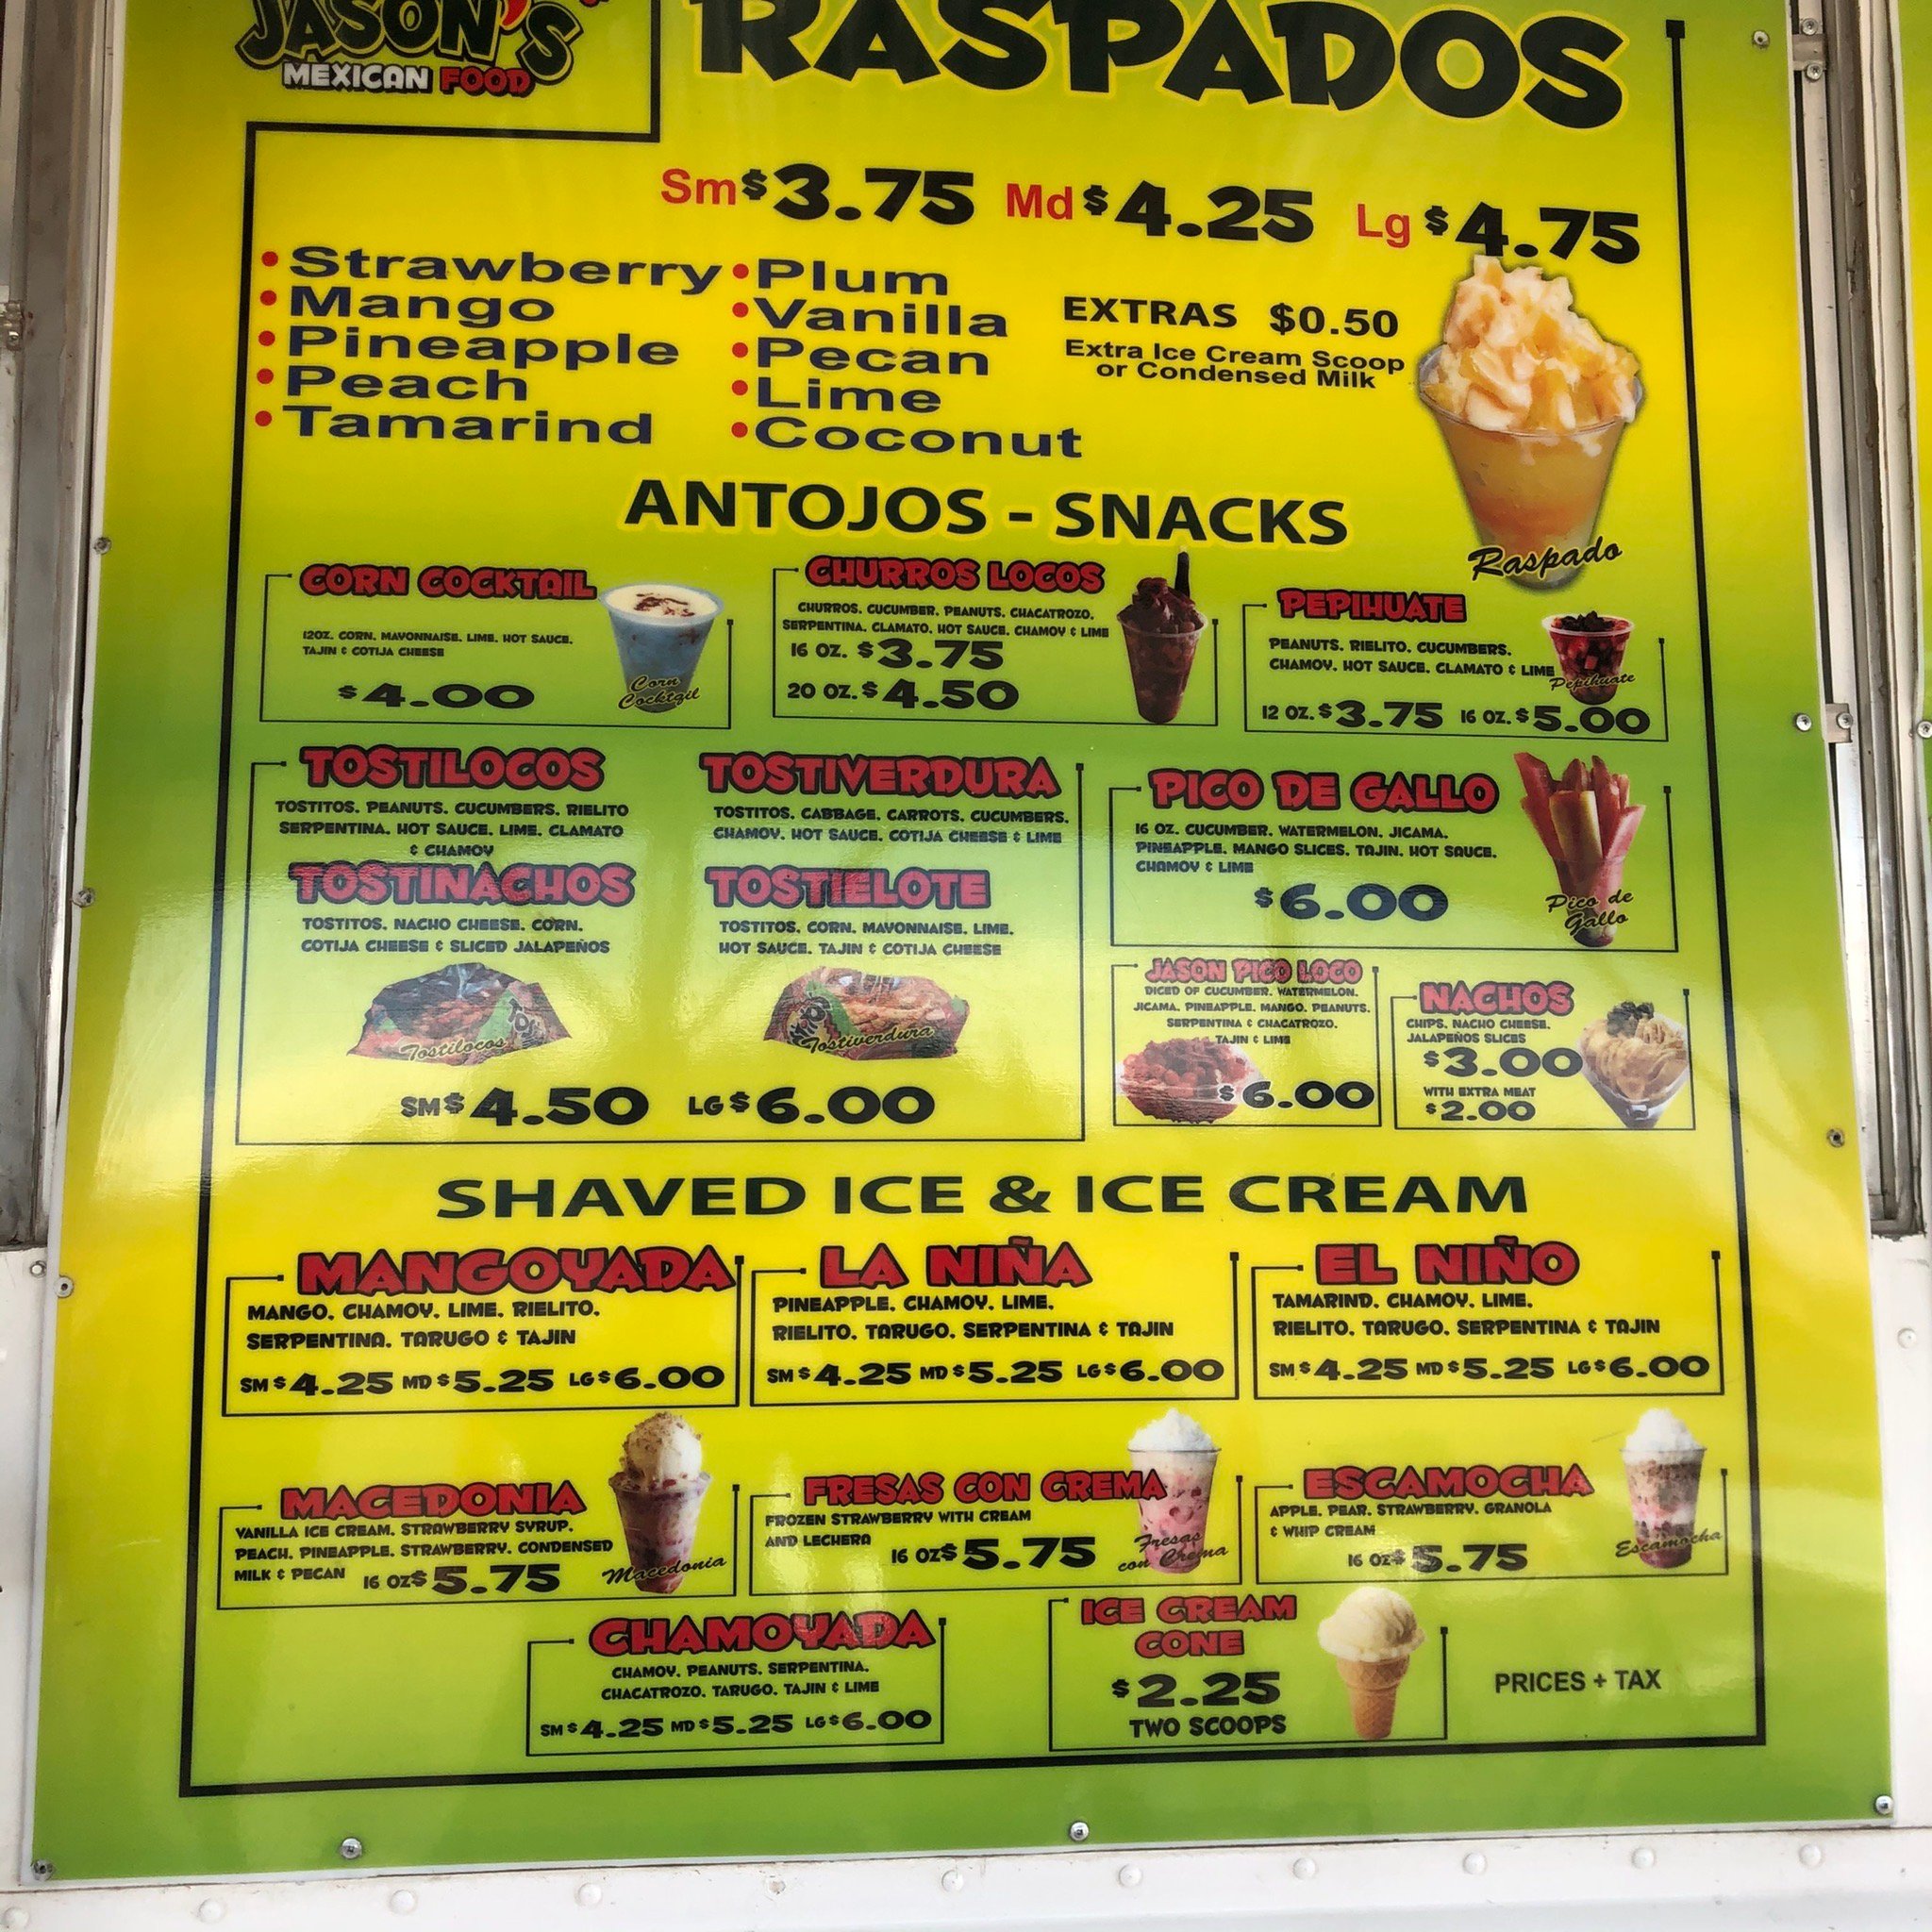 JASON'S
MEXICAN FOOD
RASPADOS
Sm $3.75 Md $4.25 Lg $4.75
• Strawberry
• Mango
• Pineapple
• Peach
• Tamarind
• Plum
• Vanilla
• Pecan
• Lime
• Coconut
EXTRAS $0.50
Extra Ice Cream Scoop
or Condensed Milk
Raspado
ANTOJOS - SNACKS
CORN COCKTAIL
12OZ. CORN. MAYONNAISE. LIME. HOT SAUCE.
TAJIN & COTIJA CHEESE
$4.00
Corn
Cocktail
CHURROS LOCOS
CHURROS. CUCUMBER. PEANUTS. CHACATROZO.
SERPENTINA. CLAMATO. HOT SAUCE. CHAMOY & LIME
16 OZ. $3.75
20 OZ. $4.50
PEPIHUATE
PEANUTS. RIELITO. CUCUMBERS.
CHAMOY. HOT SAUCE. CLAMATO & LIME
Pepihuate
12 OZ. $3.75 16 OZ. $5.00
TOSTILOCOS
TOSTITOS. PEANUTS. CUCUMBERS. RIELITO
SERPENTINA. HOT SAUCE. LIME. CLAMATO
& CHAMOY
TOSTIVERDURA
TOSTITOS. CABBAGE. CARROTS. CUCUMBERS.
CHAMOY. HOT SAUCE. COTIJA CHEESE & LIME
TOSTINACHOS
TOSTITOS. NACHO CHEESE. CORN.
COTIJA CHEESE & SLICED JALAPEÑOS
TOSTIELOTE
TOSTITOS. CORN. MAYONNAISE. LIME.
HOT SAUCE. TAJIN & COTIJA CHEESE
Tostilocos
Tostiverdura
SM $4.50 LG $6.00
PICO DE GALLO
16 OZ. CUCUMBER. WATERMELON. JICAMA.
PINEAPPLE. MANGO SLICES. TAJIN. HOT SAUCE.
CHAMOY & LIME
$6.00
Pico de
Gallo
JASON PICO LOCO
DICED OF CUCUMBER. WATERMELON.
JICAMA. PINEAPPLE. MANGO. PEANUTS.
SERPENTINA & CHACATROZO.
TAJIN & LIME
$6.00
NACHOS
CHIPS. NACHO CHEESE.
JALAPEÑOS SLICES
$3.00
WITH EXTRA MEAT
$2.00
SHAVED ICE & ICE CREAM
MANGOYADA
MANGO. CHAMOY. LIME. RIELITO.
SERPENTINA. TARUGO & TAJIN
SM $4.25 MD $5.25 LG $6.00
LA NIÑA
PINEAPPLE. CHAMOY. LIME.
RIELITO. TARUGO. SERPENTINA & TAJIN
SM $4.25 MD $5.25 LG $6.00
EL NIÑO
TAMARIND. CHAMOY. LIME.
RIELITO. TARUGO. SERPENTINA & TAJIN
SM $4.25 MD $5.25 LG $6.00
MACEDONIA
VANILLA ICE CREAM. STRAWBERRY SYRUP.
PEACH. PINEAPPLE. STRAWBERRY. CONDENSED
MILK & PECAN 16 OZ $5.75
Macedonia
FRESAS CON CREMA
FROZEN STRAWBERRY WITH CREAM
AND LECHERA 16 OZ $5.75
Fresas
con Crema
ESCAMOCHA
APPLE. PEAR. STRAWBERRY. GRANOLA
& WHIP CREAM
16 OZ $5.75
Escamocha
CHAMOYADA
CHAMOY. PEANUTS. SERPENTINA.
CHACATROZO. TARUGO. TAJIN & LIME
SM $4.25 MD $5.25 LG $6.00
ICE CREAM
CONE
$2.25
TWO SCOOPS
PRICES + TAX